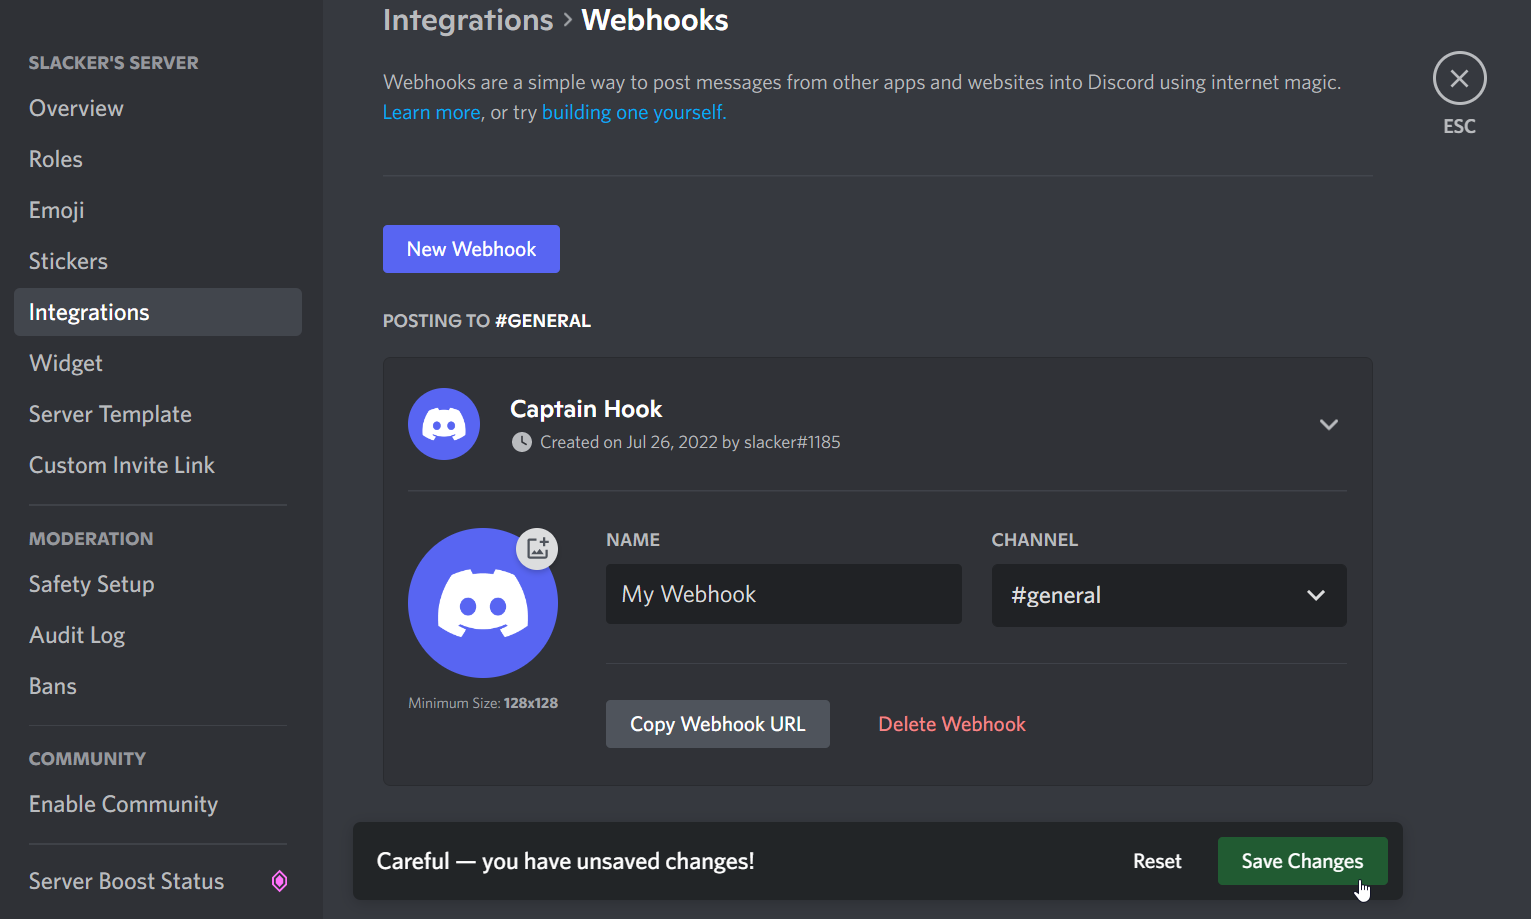 SLACKER'S SERVER
Overview
Roles
Emoji
Stickers
Integrations
Widget
Server Template
Custom Invite Link
MODERATION
Safety Setup
Audit Log
Bans
COMMUNITY
Enable Community
Server Boost Status
Integrations > Webhooks
Webhooks are a simple way to post messages from other apps and websites into Discord using internet magic.
Learn more, or try building one yourself.
ESC
New Webhook
POSTING TO #GENERAL
Captain Hook
Created on Jul 26, 2022 by slacker#1185
NAME
My Webhook
CHANNEL
#general
Minimum Size: 128x128
Copy Webhook URL
Delete Webhook
Careful — you have unsaved changes!
Reset
Save Changes